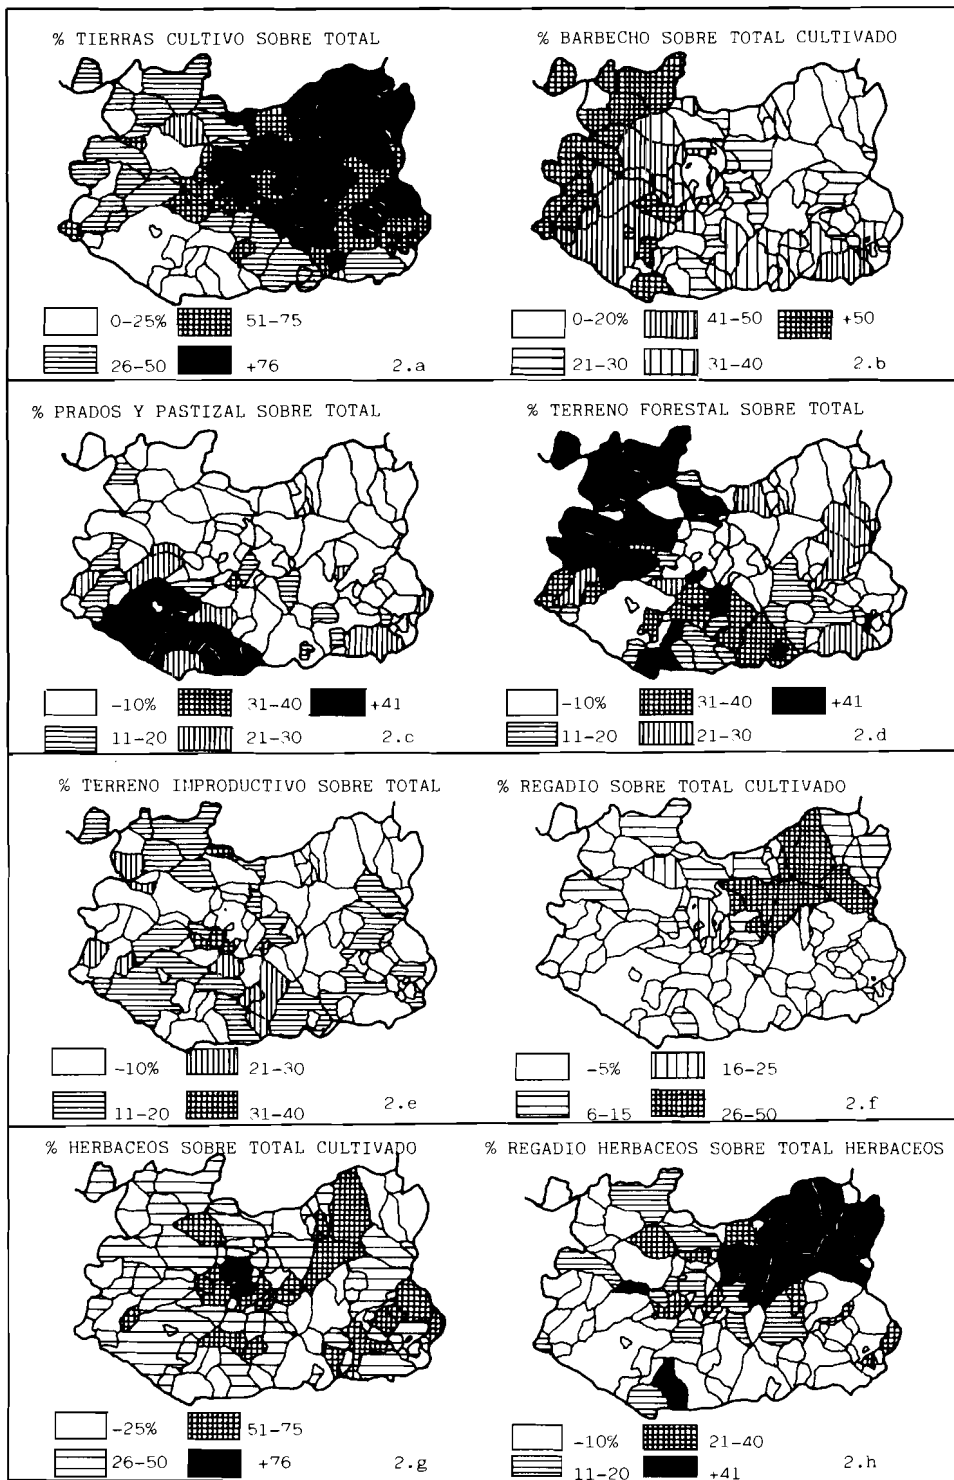 % TIERRAS CULTIVO SOBRE TOTAL
0-25% 51-75
26-50 +76 2.a
% BARBECHO SOBRE TOTAL CULTIVADO
0-20% 41-50 +50
21-30 31-40 2.b
% PRADOS Y PASTIZAL SOBRE TOTAL
-10% 31-40 +41
11-20 21-30 2.c
% TERRENO FORESTAL SOBRE TOTAL
-10% 31-40 +41
11-20 21-30 2.d
% TERRENO IMPRODUCTIVO SOBRE TOTAL
-10% 21-30
11-20 31-40 2.e
% REGADIO SOBRE TOTAL CULTIVADO
-5% 16-25
6-15 26-50 2.f
% HERBACEOS SOBRE TOTAL CULTIVADO
-25% 51-75
26-50 +76 2.g
% REGADIO HERBACEOS SOBRE TOTAL HERBACEOS
-10% 21-40
11-20 +41 2.h